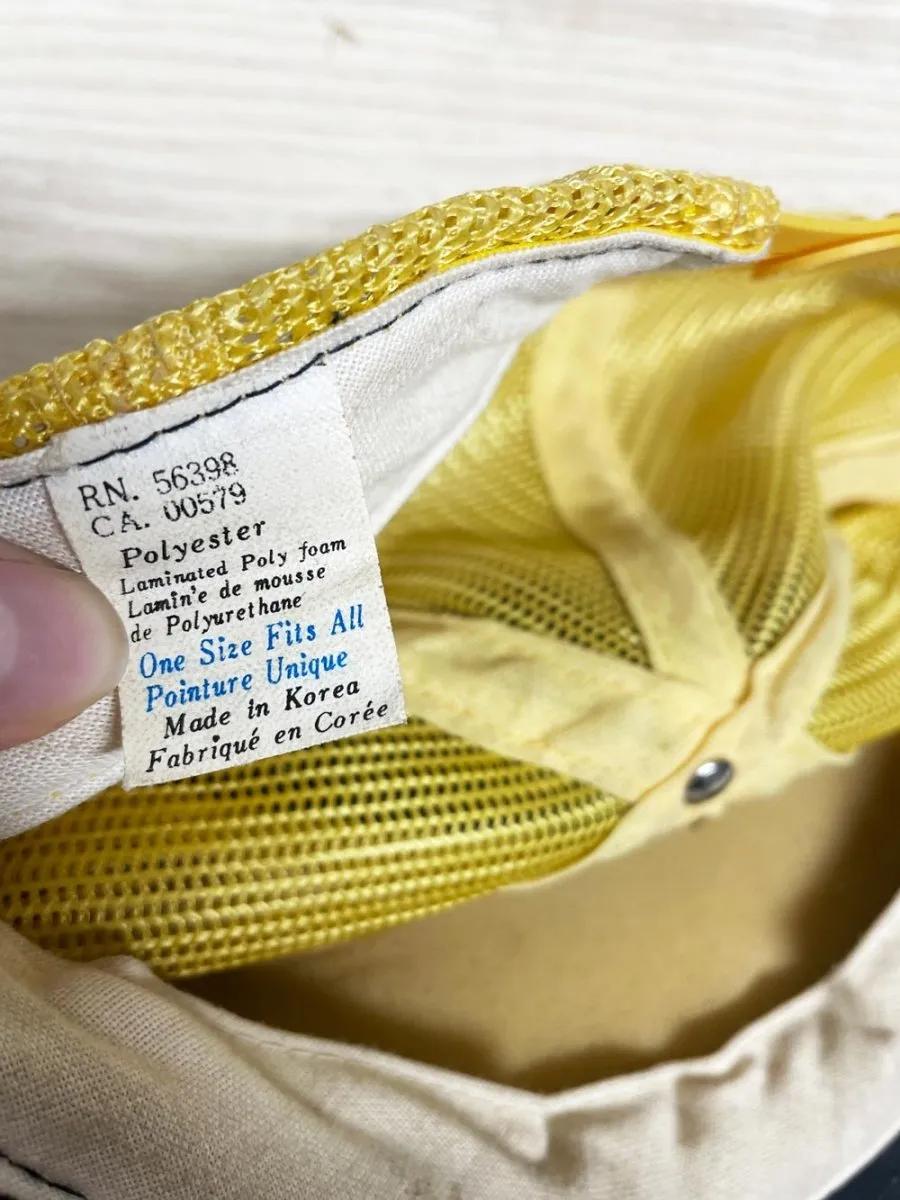 RN. 56398
CA. 00579
Polyester
Laminated Poly foam
Lamin'e de mousse
de Polyurethane
One Size Fits All
Pointure Unique
Made in Korea
Fabriqué en Corée